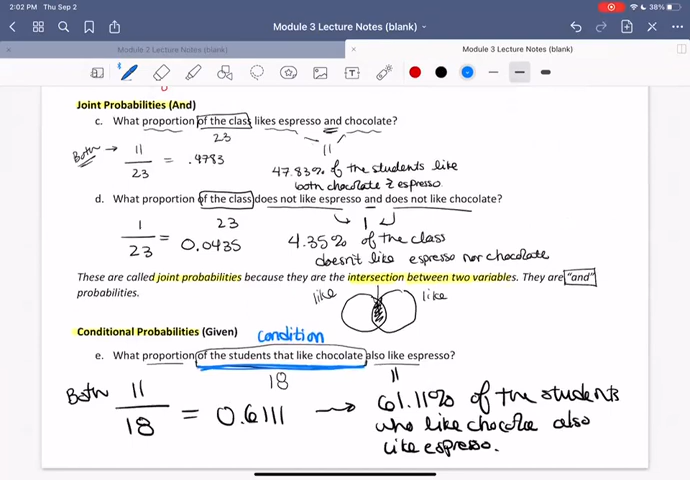 2:02 PM Thu Sep 2
38%
Module 3 Lecture Notes (blank)
Module 2 Lecture Notes (blank)
Module 3 Lecture Notes (blank)
Joint Probabilities (And)
c. What proportion of the class likes espresso and chocolate?
23
11
Both → 11/23 = .4783
47.83% of the students like
both chocolate & espresso.
d. What proportion of the class does not like espresso and does not like chocolate?
23
1
1/23 = 0.0435
4.35% of the class
doesn't like espresso nor chocolate
These are called joint probabilities because they are the intersection between two variables. They are "and"
probabilities.
like
like
Conditional Probabilities (Given)
condition
e. What proportion of the students that like chocolate also like espresso?
18
11
Both 11/18 = 0.6111 → 61.11% of the students
who like chocolate also
like espresso.